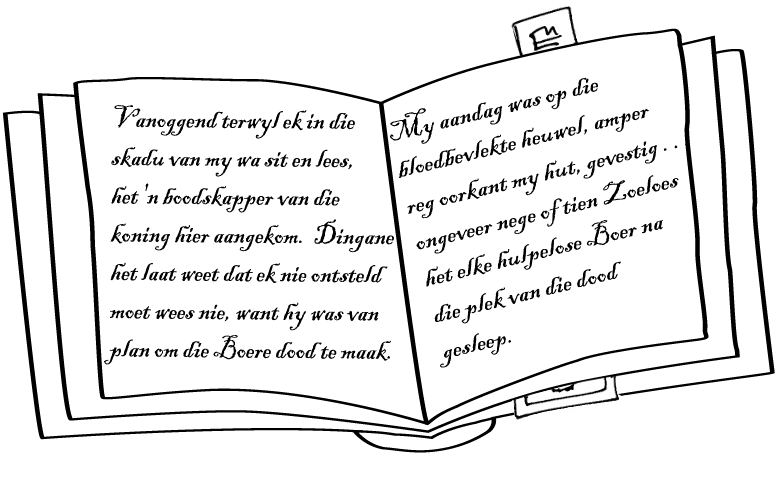 Vanoggend terwyl ek in die
skadu van my wa sit en lees,
het 'n boodskapper van die
koning hier aangekom. Dingane
het laat weet dat ek nie ontsteld
moet wees nie, want hy was van
plan om die Boere dood te maak.
My aandag was op die
bloedbevlekte heuwel, amper
reg oorkant my hut, gevestig . .
ongeveer nege of tien Zoeloes
het elke hulpelose Boer na
die plek van die dood
gesleep.